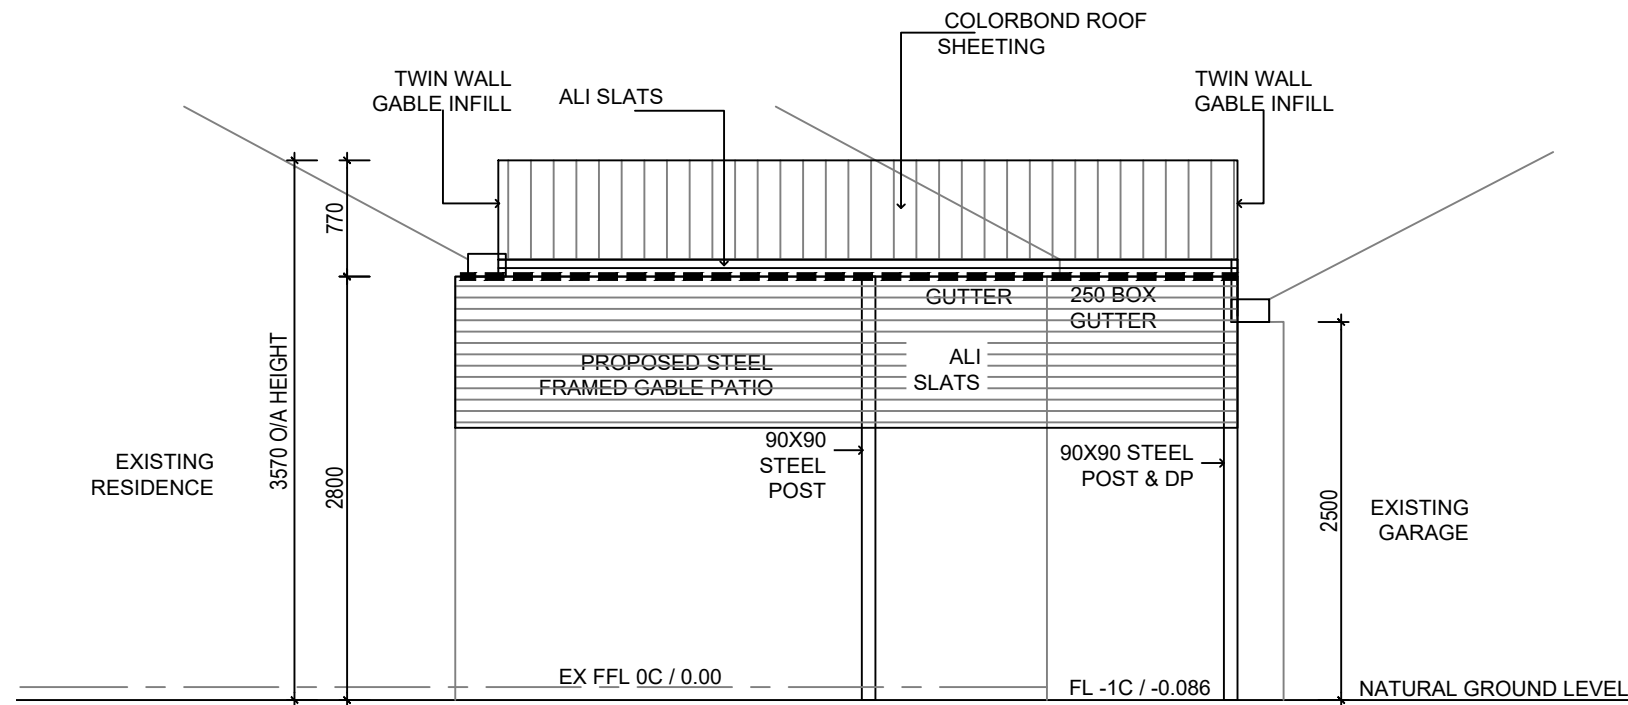 COLORBOND ROOF
SHEETING
TWIN WALL
GABLE INFILL
ALI SLATS
TWIN WALL
GABLE INFILL
770
GUTTER
250 BOX
GUTTER
PROPOSED STEEL
FRAMED GABLE PATIO
ALI
SLATS
3570 O/A HEIGHT
2800
90X90
STEEL
POST
90X90 STEEL
POST & DP
EXISTING
RESIDENCE
2500
EXISTING
GARAGE
EX FFL 0C / 0.00
FL -1C / -0.086
NATURAL GROUND LEVEL